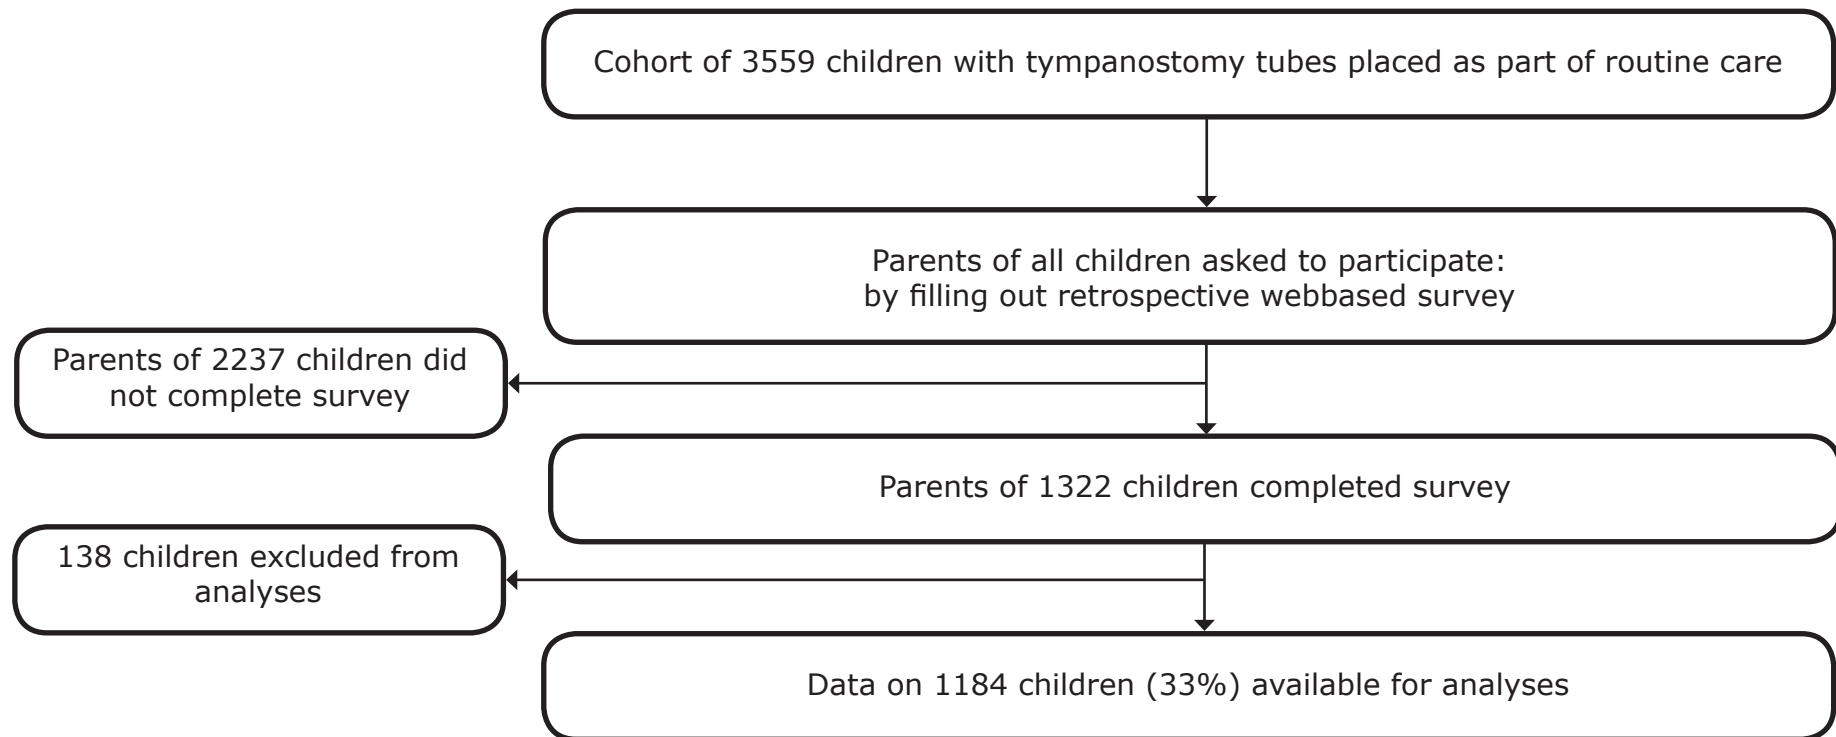 Cohort of 3559 children with tympanostomy tubes placed as part of routine care
Parents of all children asked to participate:
by filling out retrospective webbased survey
Parents of 2237 children did
not complete survey
Parents of 1322 children completed survey
138 children excluded from
analyses
Data on 1184 children (33%) available for analyses